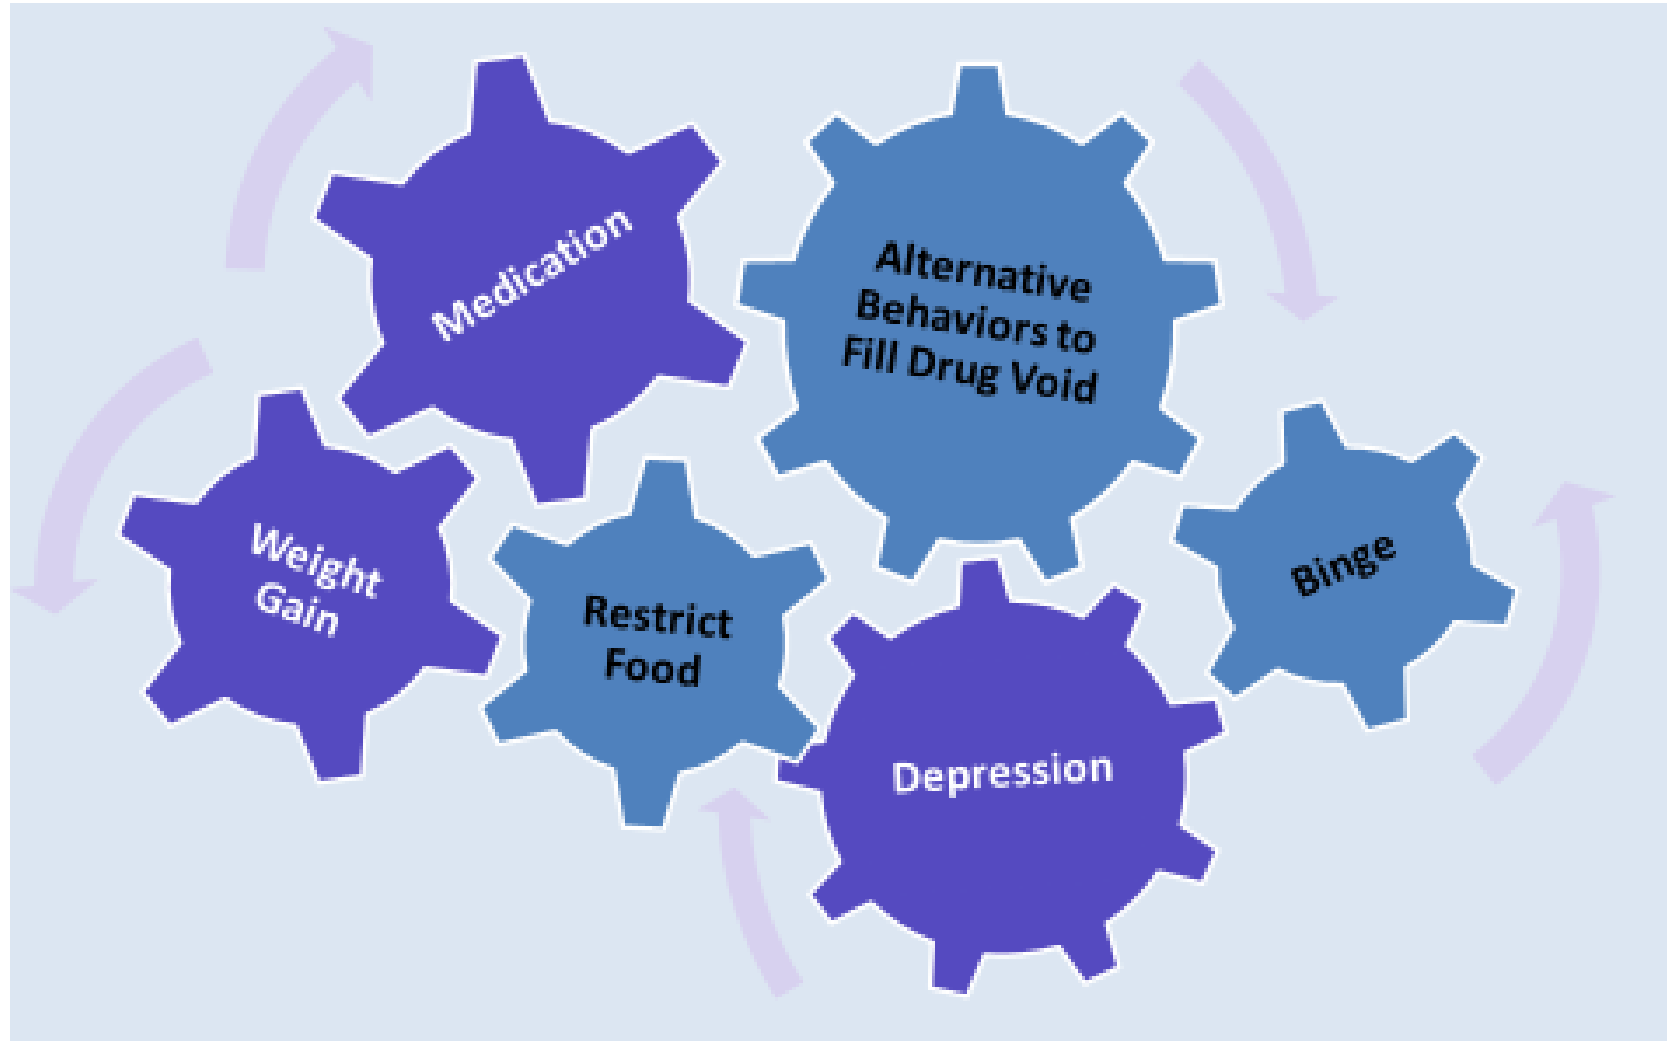 Medication
Alternative
Behaviors to
Fill Drug Void
Weight
Gain
Restrict
Food
Binge
Depression